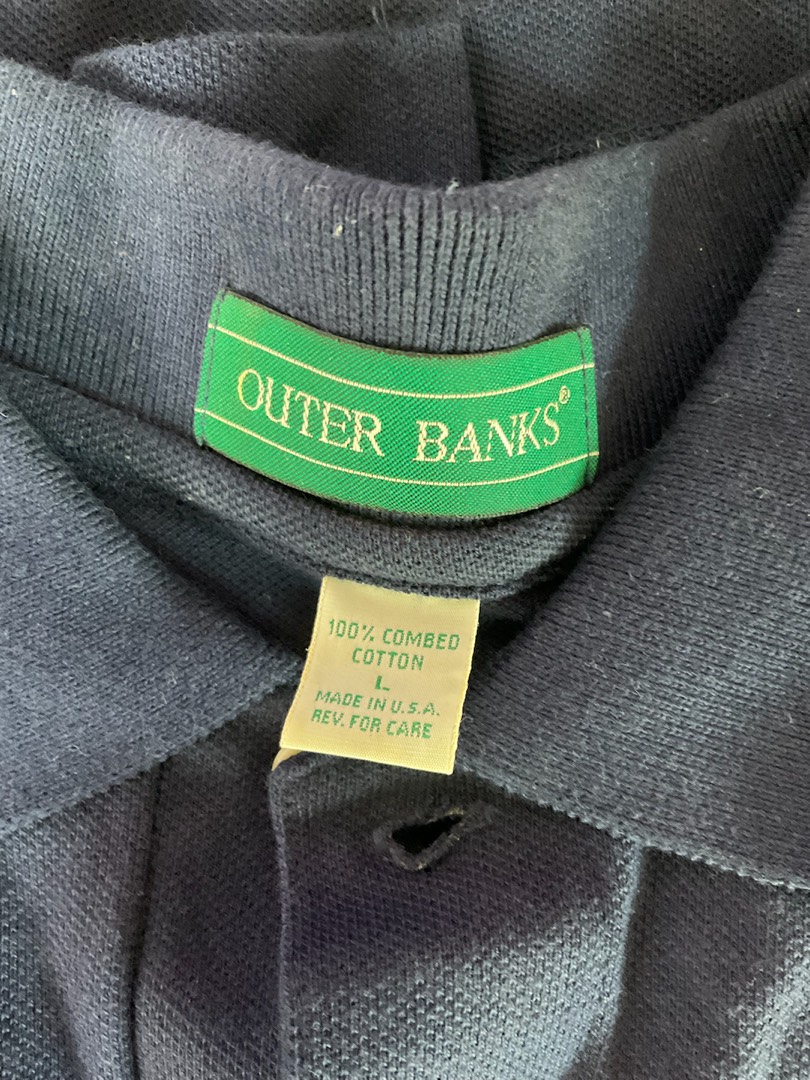 OUTER BANKS®
100% COMBED
COTTON
L
MADE IN U.S.A.
REV. FOR CARE